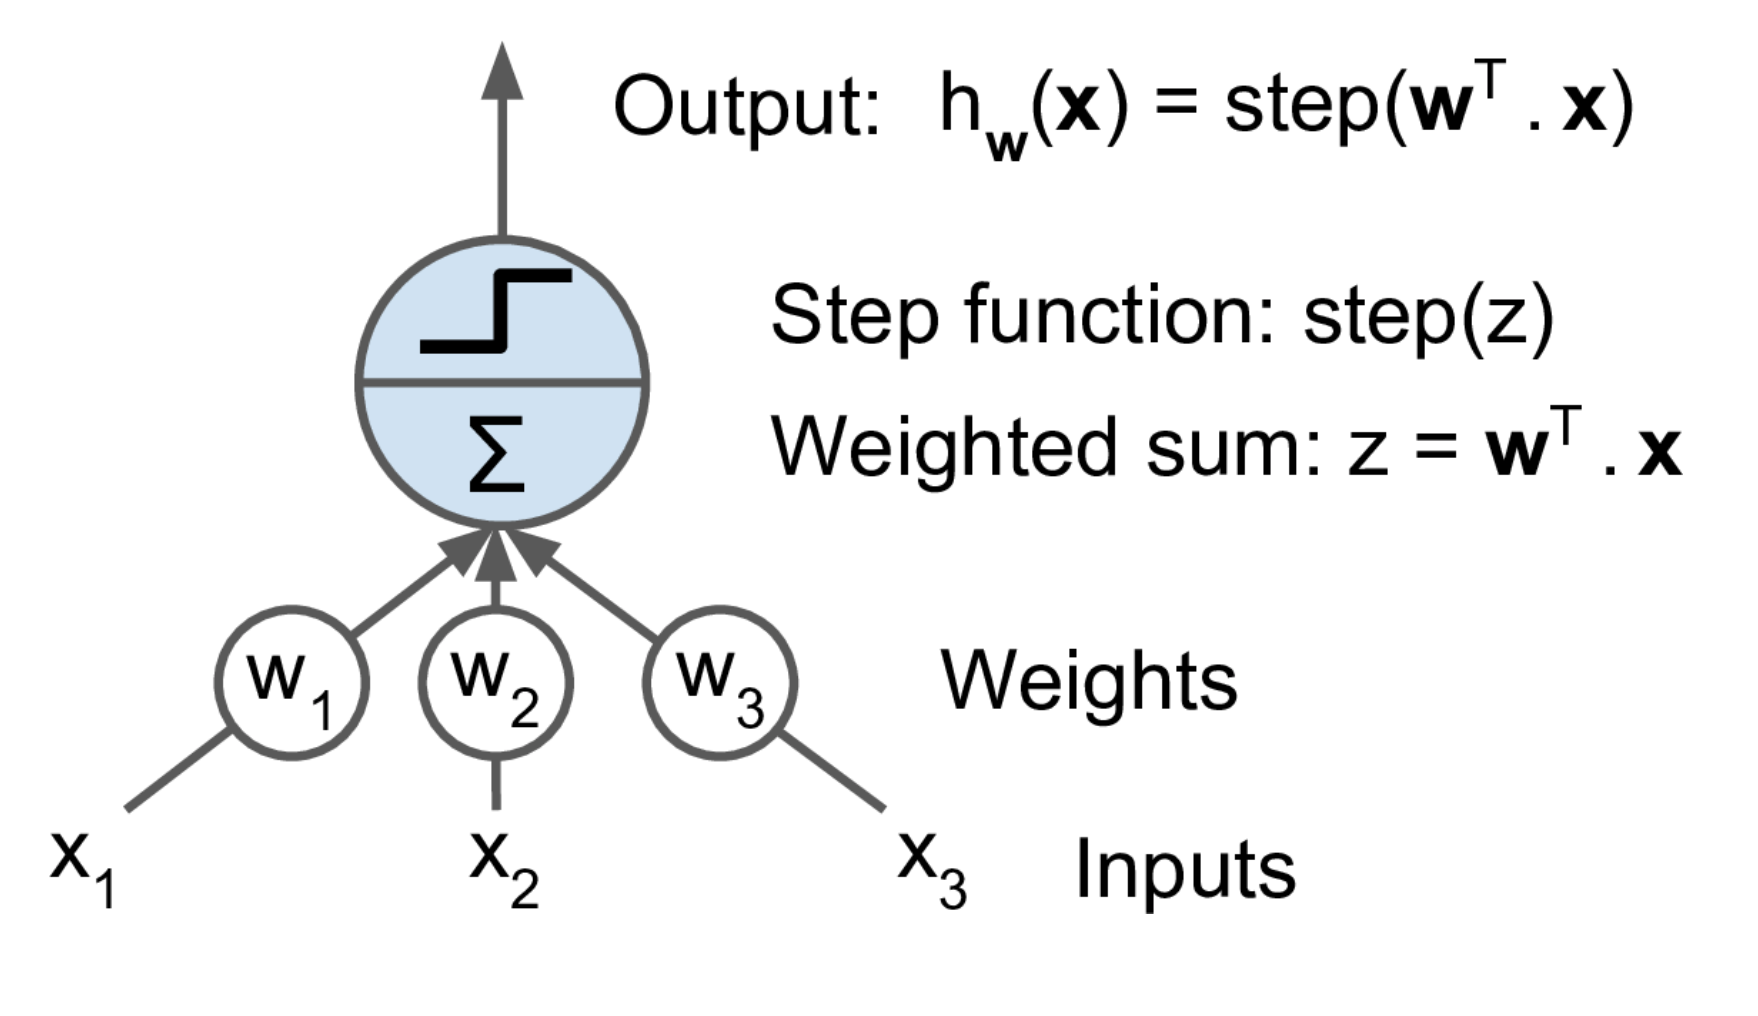 Output: h_w(x) = step(w^T . x)
Step function: step(z)
Σ
Weighted sum: z = w^T . x
w_1 w_2 w_3 Weights
x_1 x_2 x_3 Inputs